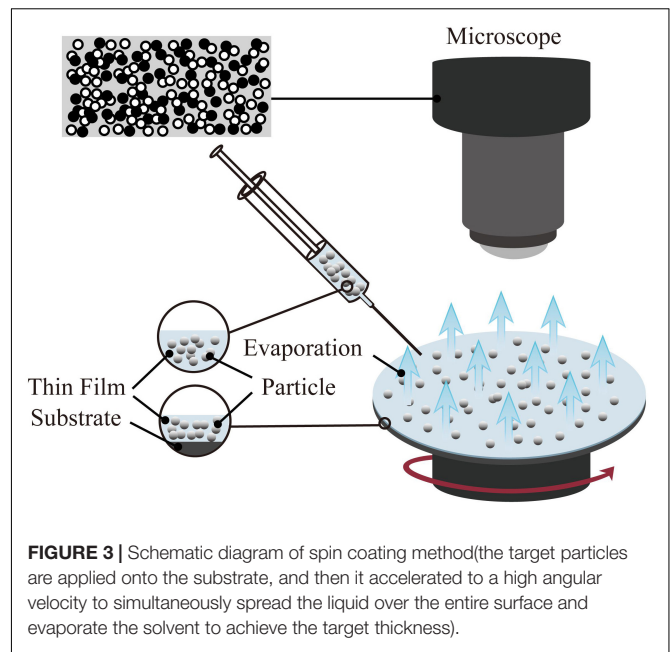 Microscope
Evaporation
Thin Film
Particle
Substrate
FIGURE 3 | Schematic diagram of spin coating method(the target particles
are applied onto the substrate, and then it accelerated to a high angular
velocity to simultaneously spread the liquid over the entire surface and
evaporate the solvent to achieve the target thickness).